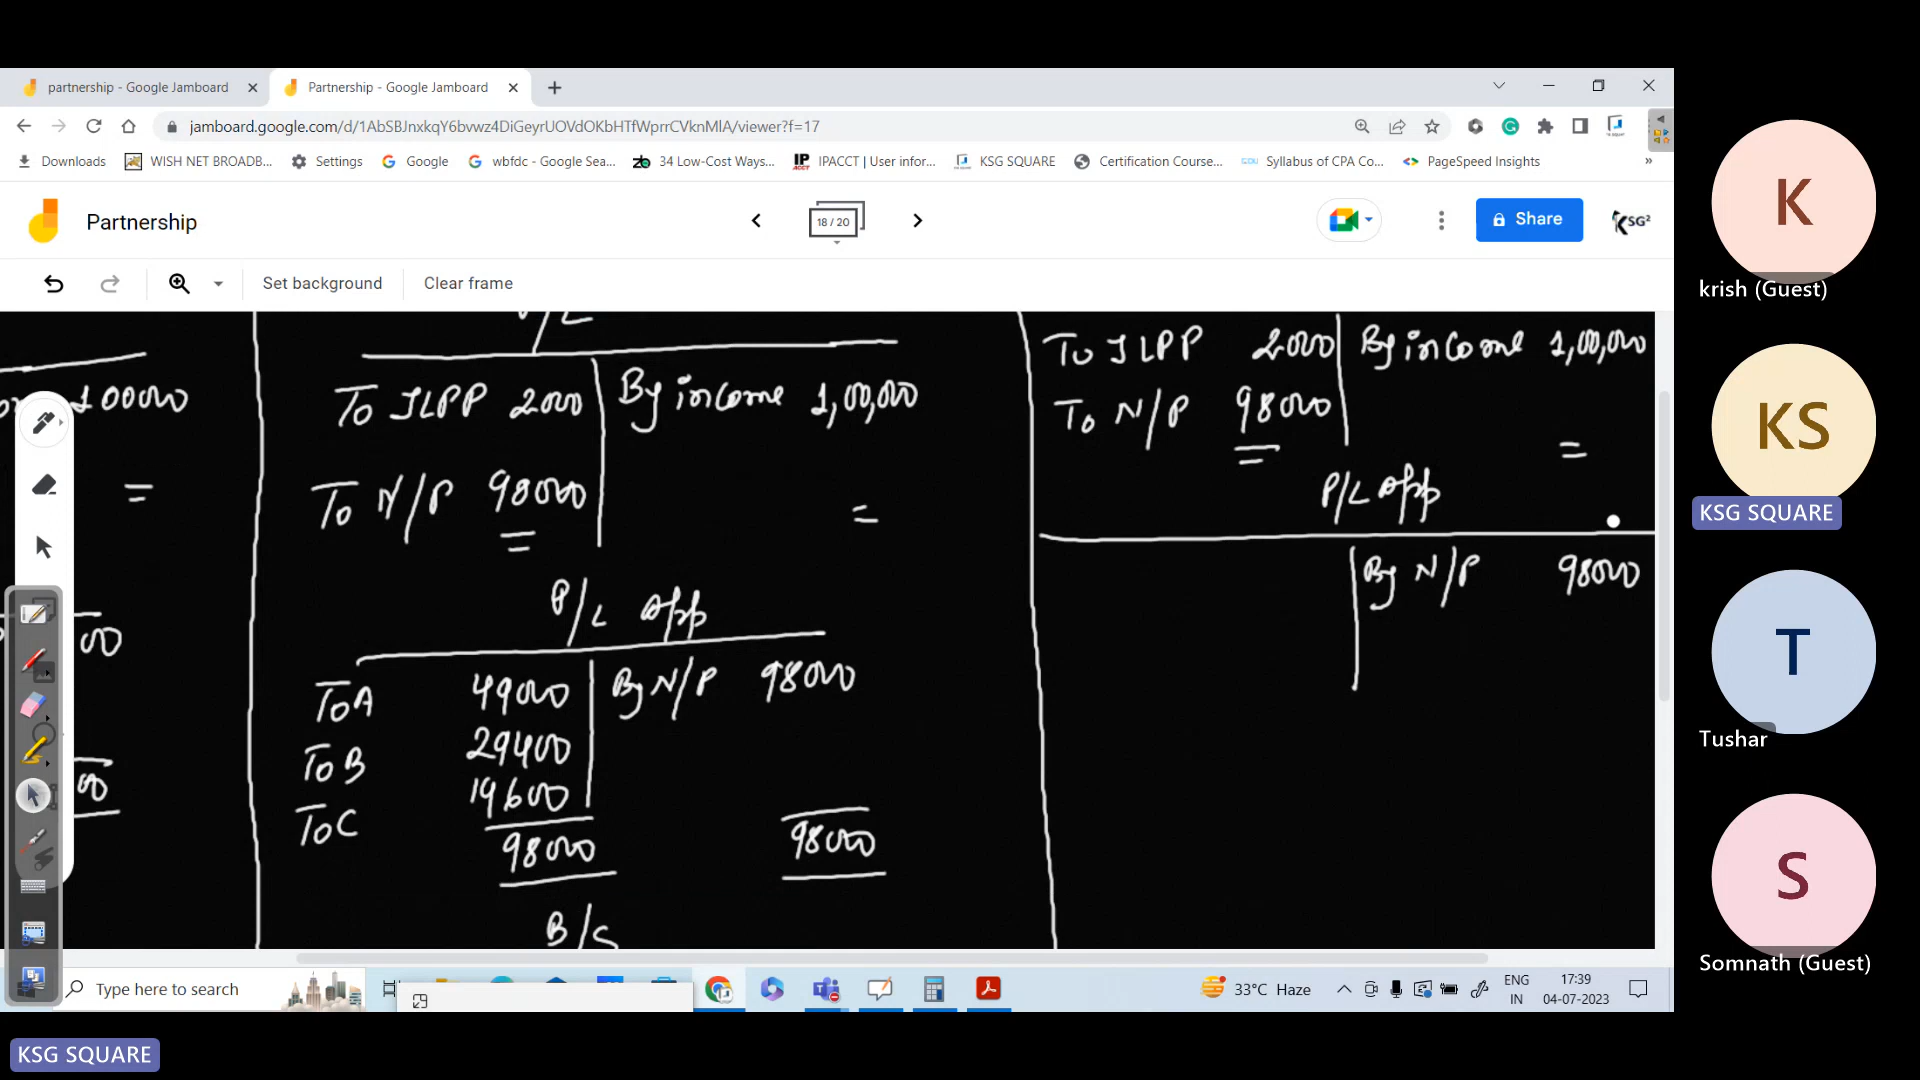 partnership - Google Jamboard
Partnership - Google Jamboard
jamboard.google.com/d/1AbSBJnxkqY6bvwz4DiGeyrUOVdOKbHTfWprrCVknMlA/viewer?f=17
Downloads WISH NET BROADB... Settings Google wbfdc - Google Sea... 34 Low-Cost Ways... IPACCT | User infor... KSG SQUARE Certification Course... Syllabus of CPA Co... PageSpeed Insights »
Partnership
18 / 20
Share
KSG²
Set background
Clear frame
100000
=
00
00
P/L
To JLPP 2000 By income 1,00,000
To N/P 98000
=
P/L App
To A 49000 By N/P 98000
To B 29400
To C 19600
98000 98000
B/S
To JLPP 2000 By income 1,00,000
To N/P 98000
=
P/L App
By N/P 98000
Type here to search
33°C Haze
ENG
IN
17:39
04-07-2023
K
krish (Guest)
KS
KSG SQUARE
T
Tushar
S
Somnath (Guest)
KSG SQUARE